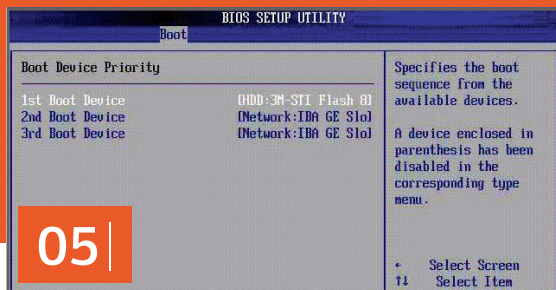 BIOS SETUP UTILITY
Boot
Boot Device Priority
1st Boot Device [HDD:3M-STI Flash 8]
2nd Boot Device [Network:IBA GE Slo]
3rd Boot Device [Network:IBA GE Slo]
Specifies the boot
sequence from the
available devices.
A device enclosed in
parenthesis has been
disabled in the
corresponding type
menu.
← Select Screen
↑↓ Select Item
05